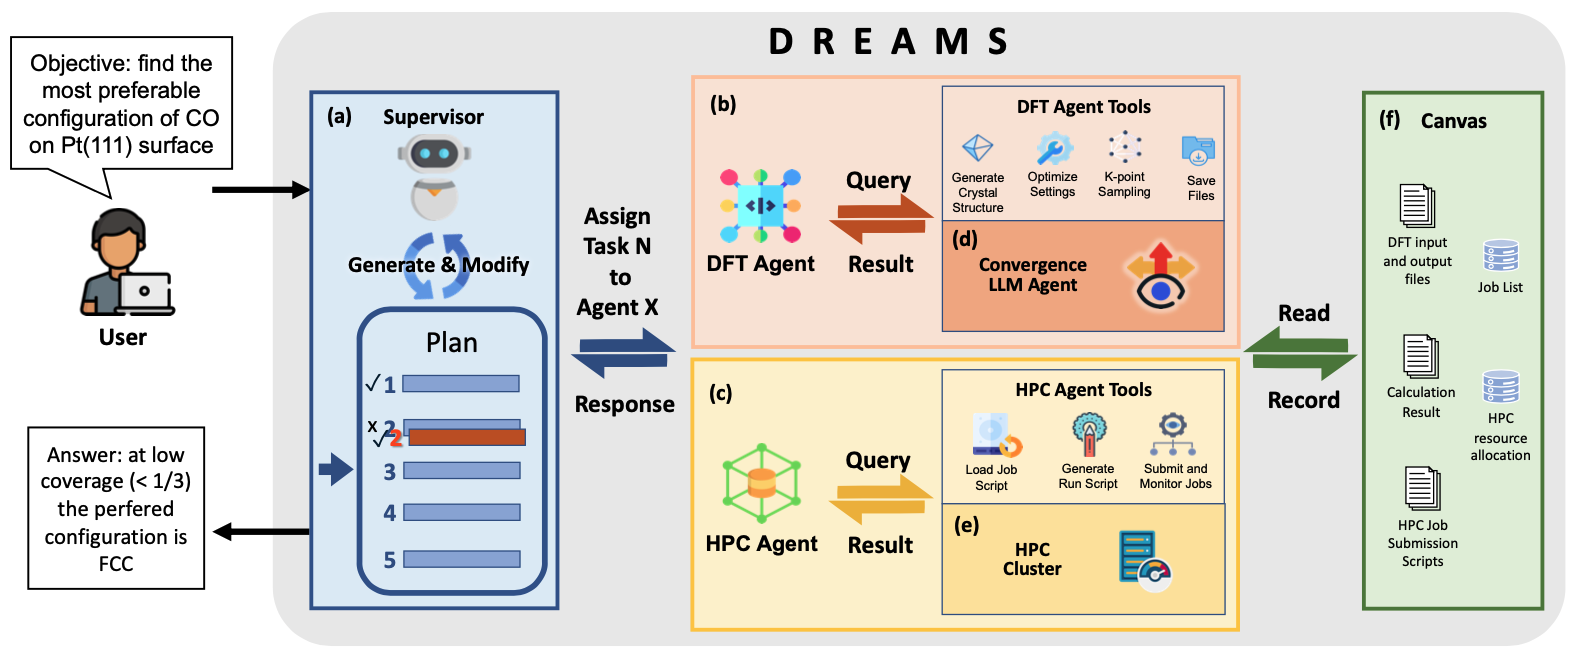 D R E A M S
Objective: find the
most preferable
configuration of CO
on Pt(111) surface
User
Answer: at low
coverage (< 1/3)
the perfered
configuration is
FCC
(a)
Supervisor
Generate & Modify
Plan
√ 1
x 2
√ 2
3
4
5
Assign
Task N
to
Agent X
Response
(b)
DFT Agent
Query
Result
DFT Agent Tools
Generate
Crystal
Structure
Optimize
Settings
K-point
Sampling
Save
Files
(d)
Convergence
LLM Agent
(c)
HPC Agent
Query
Result
HPC Agent Tools
Load Job
Script
Generate
Run Script
Submit and
Monitor Jobs
(e)
HPC
Cluster
Read
Record
(f)
Canvas
DFT input
and output
files
Job List
Calculation
Result
HPC
resource
allocation
HPC Job
Submission
Scripts